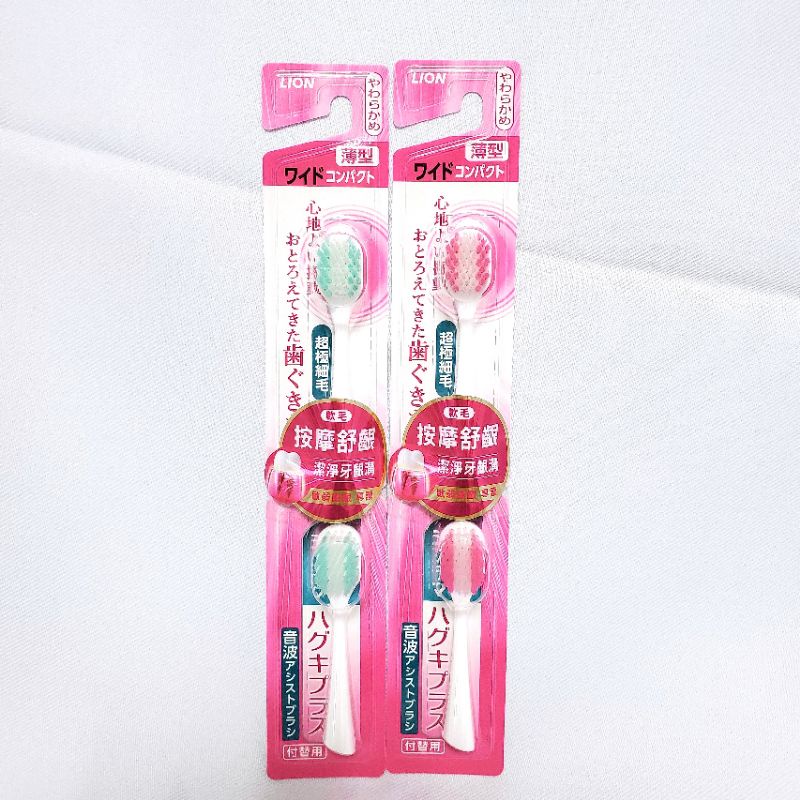 LION
やわらかめ
薄型
ワイドコンパクト
心地よい
おとろえてきた歯ぐき
超極細毛
軟毛
按摩舒齦
潔淨牙齦溝
ハグキプラス
音波アシストブラシ
付替用
LION
やわらかめ
薄型
ワイドコンパクト
心地よい
おとろえてきた歯ぐき
超極細毛
軟毛
按摩舒齦
潔淨牙齦溝
ハグキプラス
音波アシストブラシ
付替用